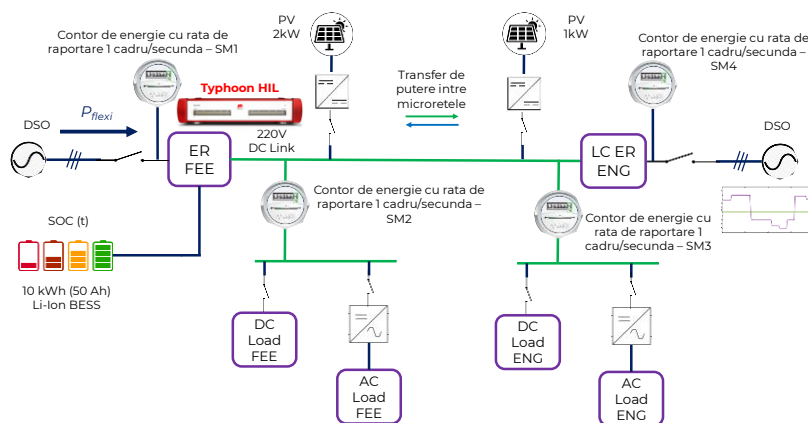 Contor de energie cu rata de
raportare 1 cadru/secunda – SM1
PV
2kW
PV
1kW
Contor de energie cu rata de
raportare 1 cadru/secunda –
SM4
Typhoon HIL
Transfer de
putere intre
microretele
DSO
Pflexi
220V
DC Link
ER
FEE
LC ER
ENG
DSO
Contor de energie cu rata de
raportare 1 cadru/secunda –
SM2
Contor de energie cu
rata de raportare 1
cadru/secunda – SM3
SOC (t)
10 kWh (50 Ah)
Li-Ion BESS
DC
Load
FEE
AC
Load
FEE
DC
Load
ENG
AC
Load
ENG